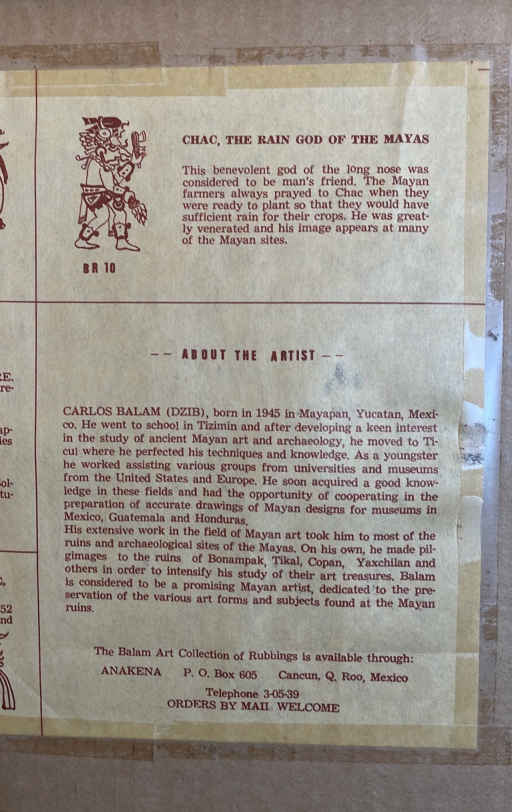 CHAC, THE RAIN GOD OF THE MAYAS
This benevolent god of the long nose was
considered to be man's friend. The Mayan
farmers always prayed to Chac when they
were ready to plant so that they would have
sufficient rain for their crops. He was great-
ly venerated and his image appears at many
of the Mayan sites.
BR 10
-- ABOUT THE ARTIST --
CARLOS BALAM (DZIB), born in 1945 in Mayapan, Yucatan, Mexi-
co. He went to school in Tizimin and after developing a keen interest
in the study of ancient Mayan art and archaeology, he moved to Ti-
cul where he perfected his techniques and knowledge. As a youngster
he worked assisting various groups from universities and museums
from the United States and Europe. He soon acquired a good know-
ledge in these fields and had the opportunity of cooperating in the
preparation of accurate drawings of Mayan designs for museums in
Mexico, Guatemala and Honduras.
His extensive work in the field of Mayan art took him to most of the
ruins and archaeological sites of the Mayas. On his own, he made pil-
gimages to the ruins of Bonampak, Tikal, Copan, Yaxchilan and
others in order to intensify his study of their art treasures. Balam
is considered to be a promising Mayan artist, dedicated to the pre-
servation of the various art forms and subjects found at the Mayan
ruins.
The Balam Art Collection of Rubbings is available through:
ANAKENA P. O. Box 605 Cancun, Q. Roo, Mexico
Telephone 3-05-39
ORDERS BY MAIL WELCOME